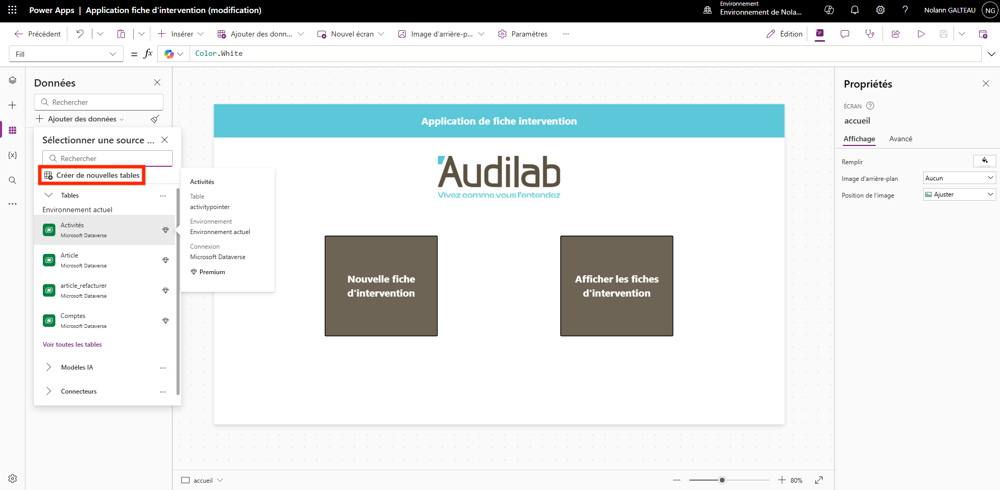 Power Apps | Application fiche d'intervention (modification)
Environnement
Environnement de Nola...
Nolann GALTEAU
NG
Précédent
Insérer
Ajouter des donn...
Nouvel écran
Image d'arrière-p...
Paramètres
Édition
Fill
= fx
Color.White
Données
Rechercher
Ajouter des données
Sélectionner une source ...
Rechercher
Créer de nouvelles tables
Tables
Environnement actuel
Activités
Microsoft Dataverse
Article
Microsoft Dataverse
article_refacturer
Microsoft Dataverse
Comptes
Microsoft Dataverse
Voir toutes les tables
Modèles IA
Connecteurs
Activités
Table
activitypointer
Environnement
Environnement actuel
Connexion
Microsoft Dataverse
Premium
Application de fiche intervention
Audilab
Vivez comme vous l'entendez
Nouvelle fiche
d'intervention
Afficher les fiches
d'intervention
Propriétés
ÉCRAN
accueil
Affichage
Avancé
Remplir
Image d'arrière-plan
Aucun
Position de l'image
Ajuster
accueil
80%